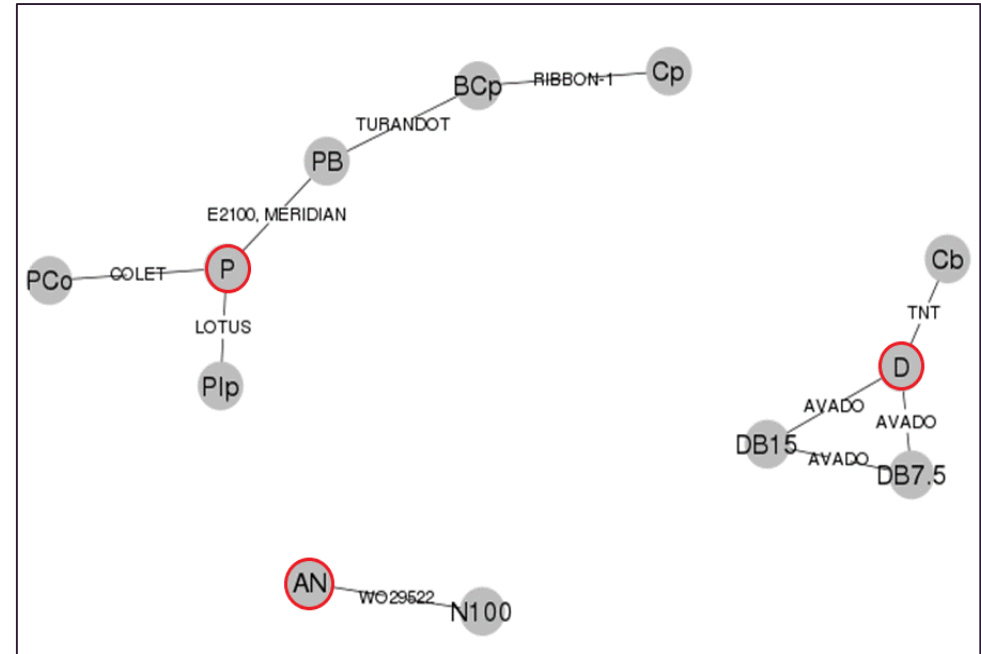 Cp
BCp
RIBBON-1
TURANDOT
PB
E2100, MERIDIAN
PCo
COLET
P
LOTUS
PIp
Cb
TNT
D
AVADO
AVADO
DB15
AVADO
DB7.5
AN
WO29522
N100